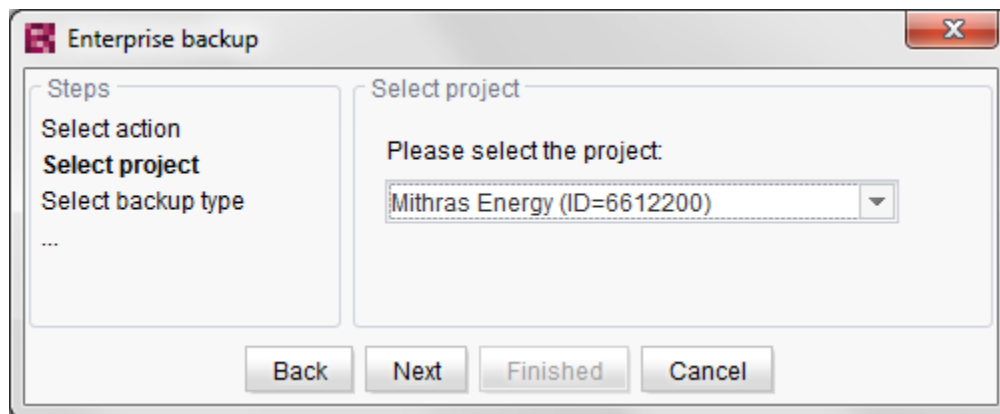 Enterprise backup
Steps
Select action
Select project
Select backup type
...
Select project
Please select the project:
Mithras Energy (ID=6612200)
Back Next Finished Cancel